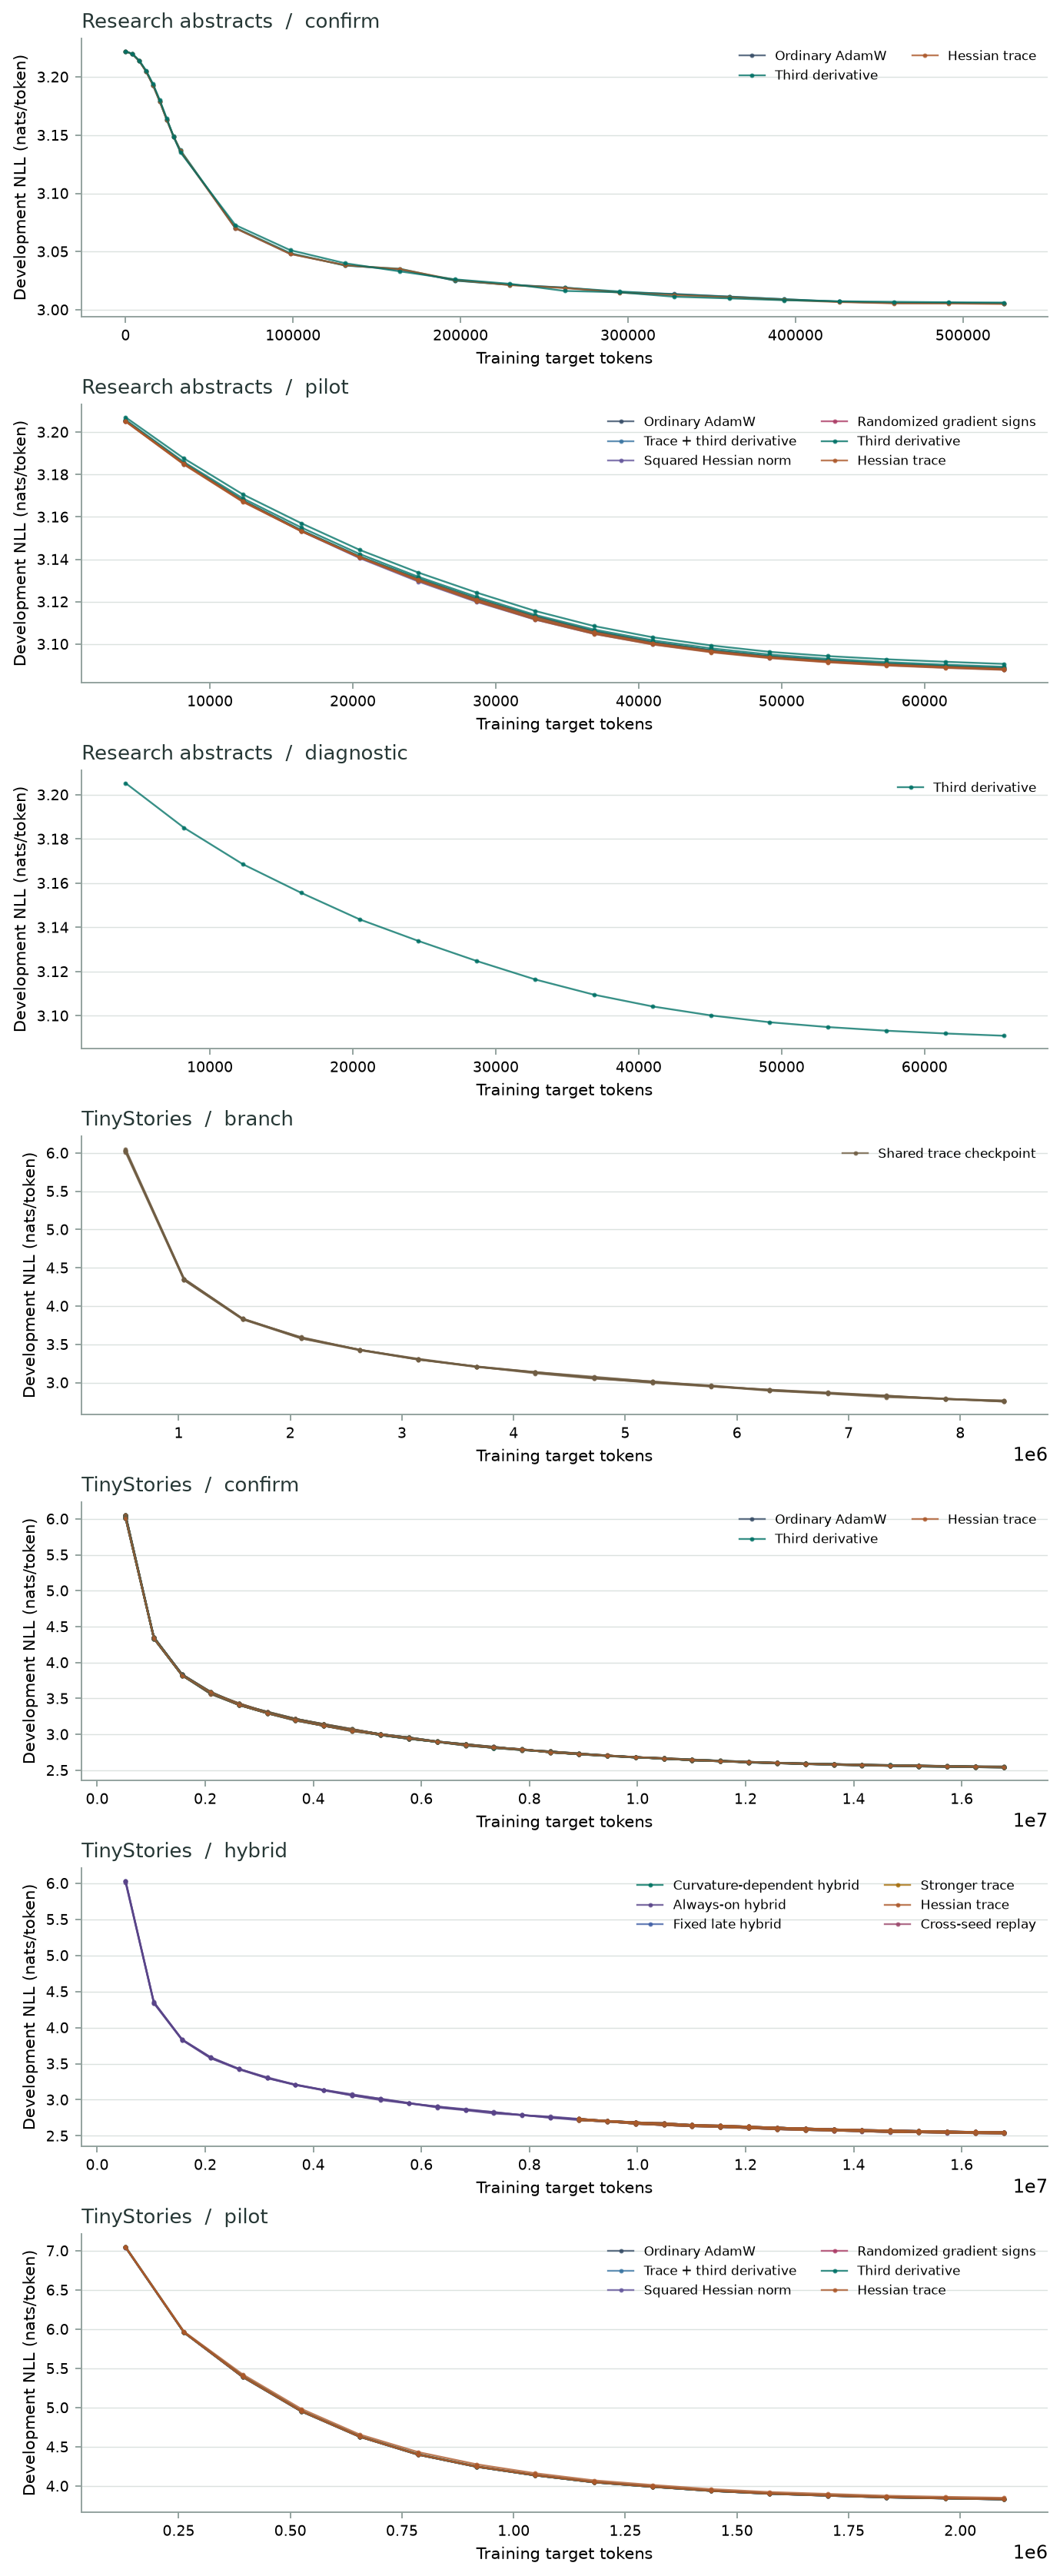 Research abstracts / confirm
Ordinary AdamW
Third derivative
Hessian trace
Development NLL (nats/token)
3.20
3.15
3.10
3.05
3.00
0 100000 200000 300000 400000 500000
Training target tokens
Research abstracts / pilot
Ordinary AdamW
Trace + third derivative
Squared Hessian norm
Randomized gradient signs
Third derivative
Hessian trace
Development NLL (nats/token)
3.20
3.18
3.16
3.14
3.12
3.10
10000 20000 30000 40000 50000 60000
Training target tokens
Research abstracts / diagnostic
Third derivative
Development NLL (nats/token)
3.20
3.18
3.16
3.14
3.12
3.10
10000 20000 30000 40000 50000 60000
Training target tokens
TinyStories / branch
Shared trace checkpoint
Development NLL (nats/token)
6.0
5.5
5.0
4.5
4.0
3.5
3.0
1 2 3 4 5 6 7 8
1e6
Training target tokens
TinyStories / confirm
Ordinary AdamW
Third derivative
Hessian trace
Development NLL (nats/token)
6.0
5.5
5.0
4.5
4.0
3.5
3.0
2.5
0.0 0.2 0.4 0.6 0.8 1.0 1.2 1.4 1.6
1e7
Training target tokens
TinyStories / hybrid
Curvature-dependent hybrid
Always-on hybrid
Fixed late hybrid
Stronger trace
Hessian trace
Cross-seed replay
Development NLL (nats/token)
6.0
5.5
5.0
4.5
4.0
3.5
3.0
2.5
0.0 0.2 0.4 0.6 0.8 1.0 1.2 1.4 1.6
1e7
Training target tokens
TinyStories / pilot
Ordinary AdamW
Trace + third derivative
Squared Hessian norm
Randomized gradient signs
Third derivative
Hessian trace
Development NLL (nats/token)
7.0
6.5
6.0
5.5
5.0
4.5
4.0
0.25 0.50 0.75 1.00 1.25 1.50 1.75 2.00
1e6
Training target tokens